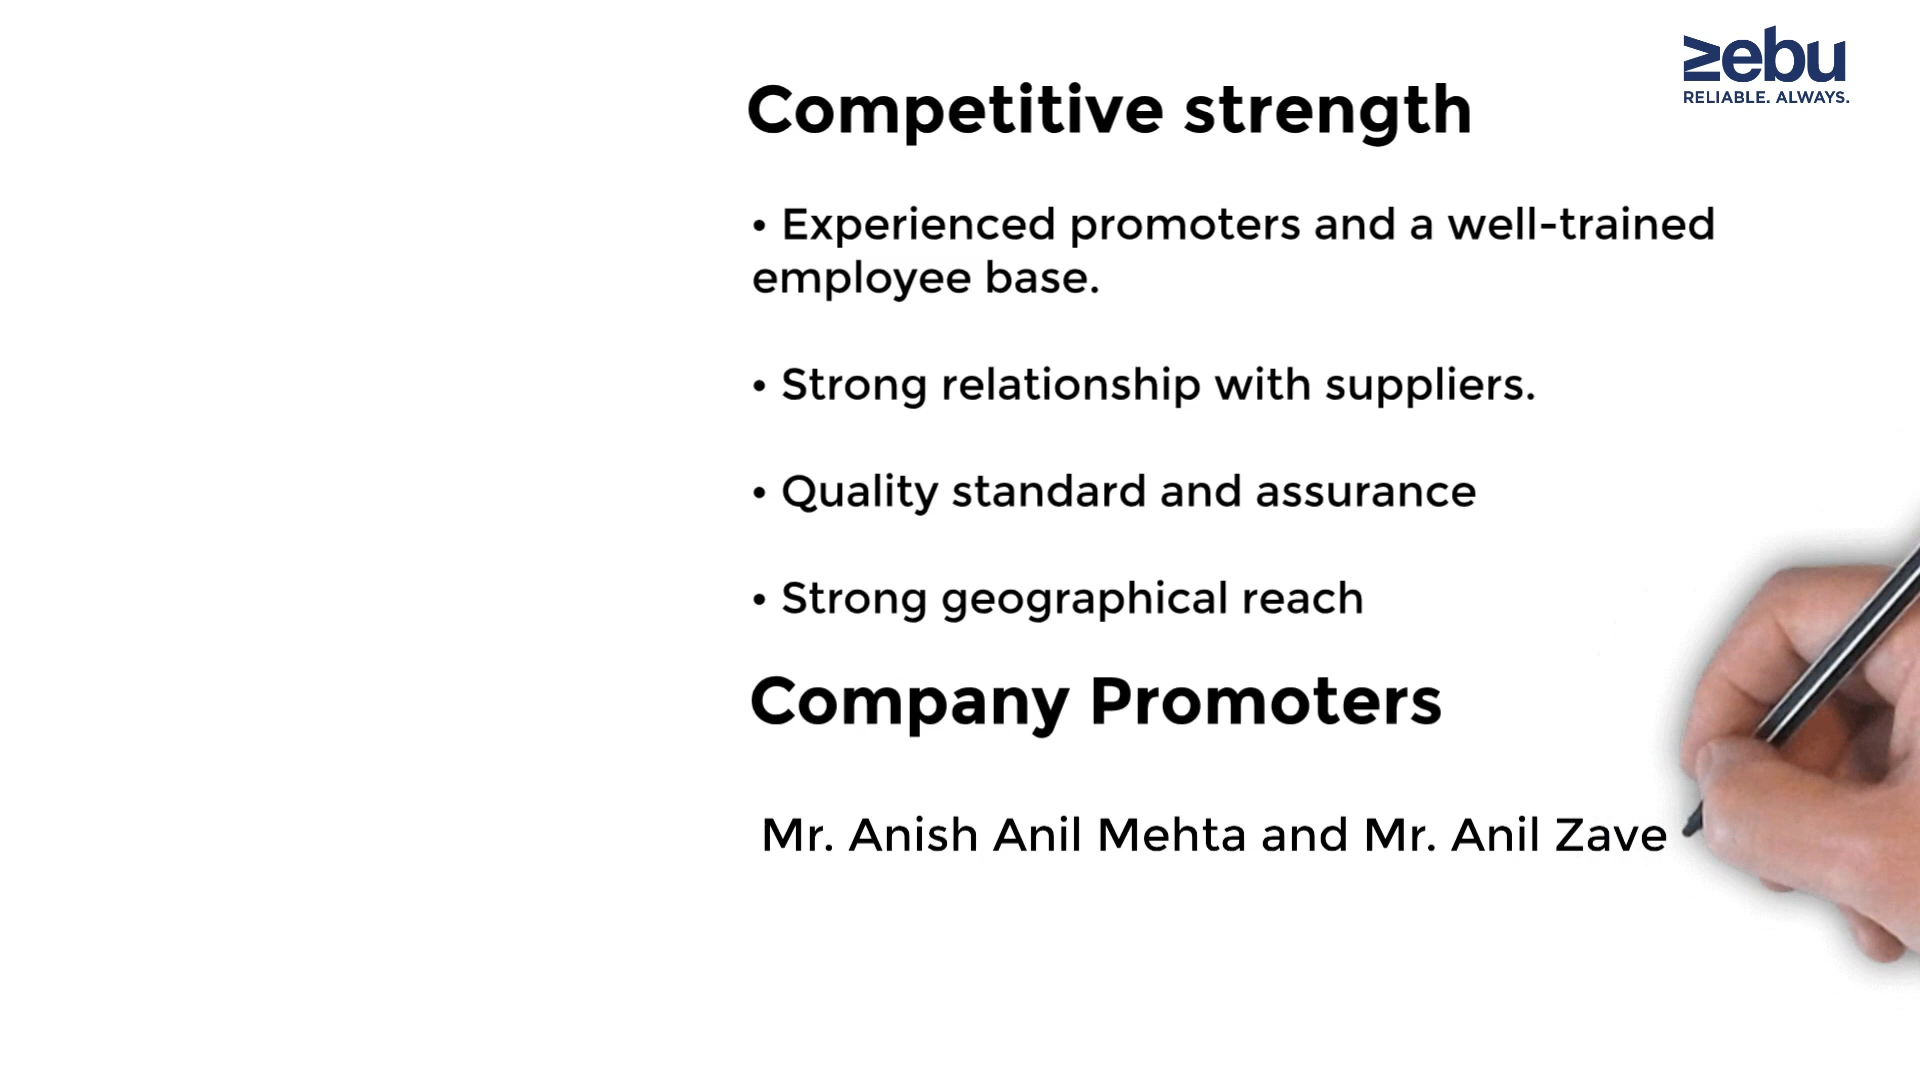 zebu
RELIABLE. ALWAYS.
Competitive strength
• Experienced promoters and a well-trained
employee base.
• Strong relationship with suppliers.
• Quality standard and assurance
• Strong geographical reach
Company Promoters
Mr. Anish Anil Mehta and Mr. Anil Zave